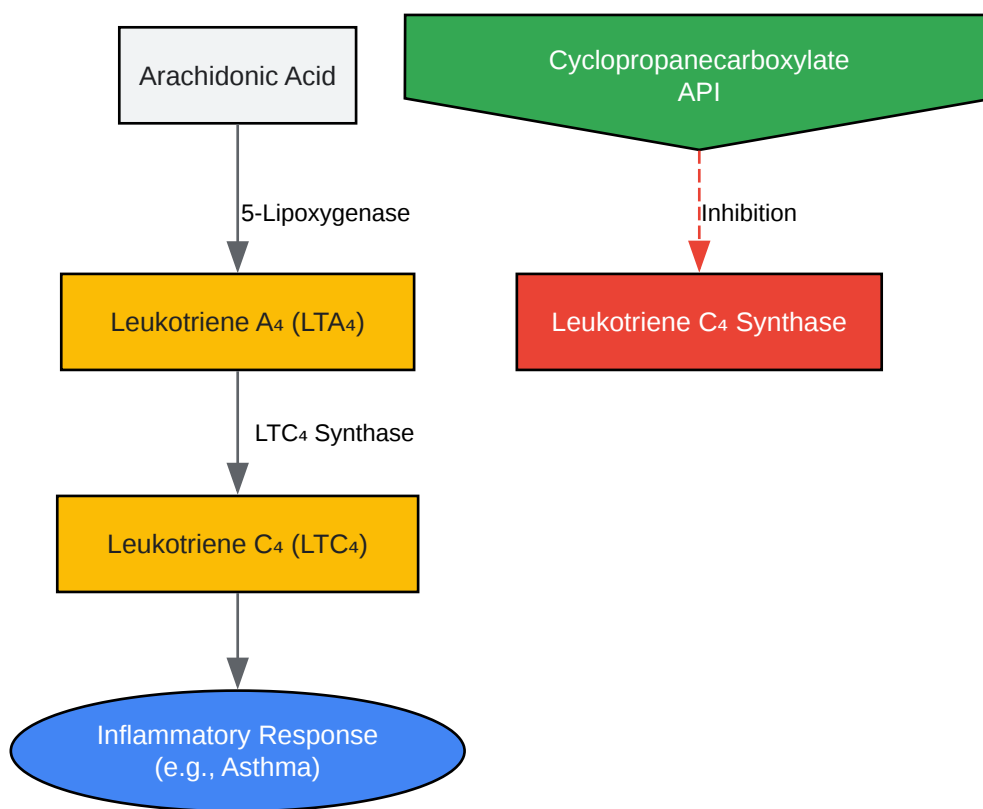 Arachidonic Acid
Cyclopropanecarboxylate
API
5-Lipoxygenase
Inhibition
Leukotriene A₄ (LTA₄)
Leukotriene C₄ Synthase
LTC₄ Synthase
Leukotriene C₄ (LTC₄)
Inflammatory Response
(e.g., Asthma)